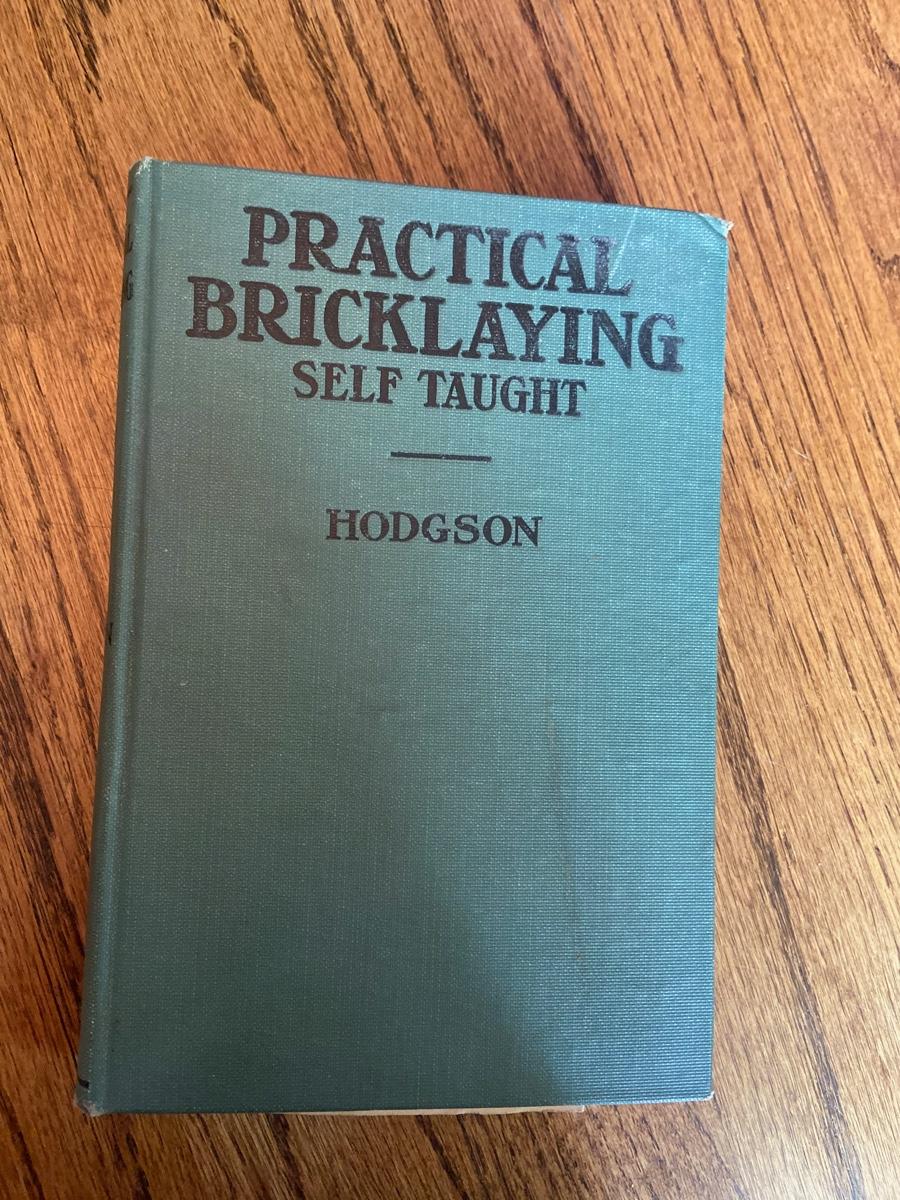 PRACTICAL
BRICKLAYING
SELF TAUGHT
HODGSON